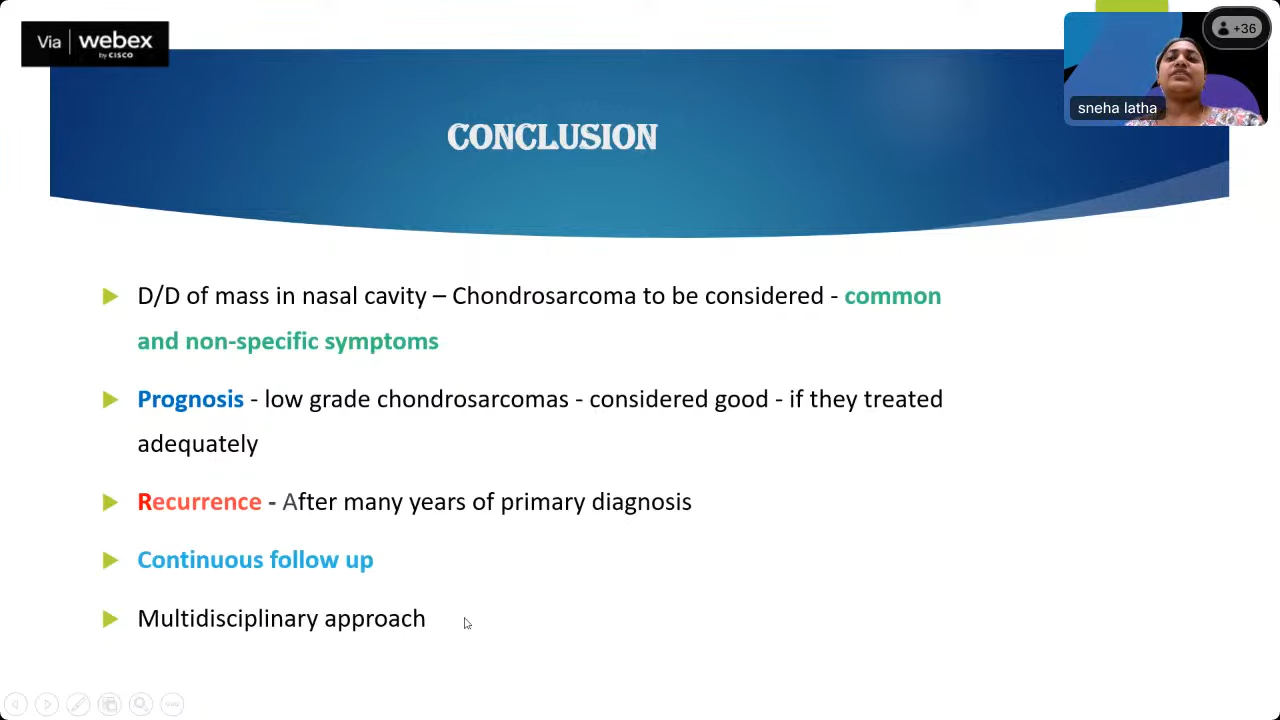 Via webex
by CISCO
+36
sneha latha
CONCLUSION
D/D of mass in nasal cavity – Chondrosarcoma to be considered - common
and non-specific symptoms
Prognosis - low grade chondrosarcomas - considered good - if they treated
adequately
Recurrence - After many years of primary diagnosis
Continuous follow up
Multidisciplinary approach